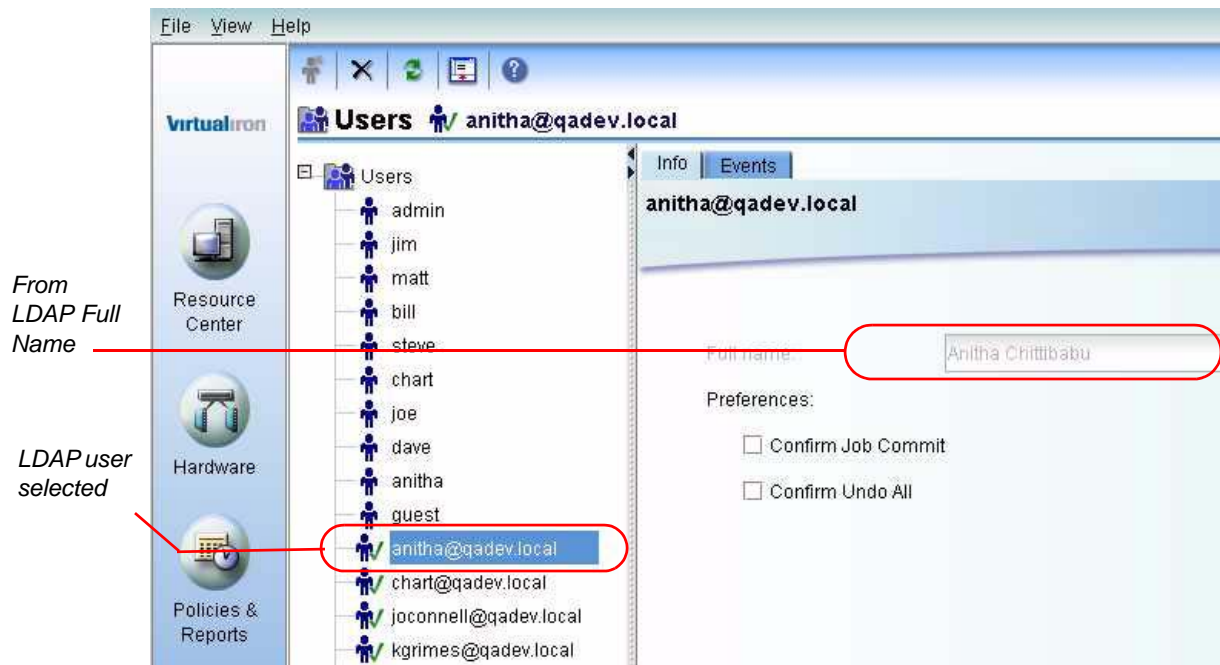 File View Help
Virtualiron
Users anitha@qadev.local
Users
admin
jim
matt
bill
steve
chart
joe
dave
anitha
guest
anitha@qadev.local
chart@qadev.local
joconnell@qadev.local
kgrimes@qadev.local
Resource
Center
Hardware
Policies &
Reports
From
LDAP Full
Name
LDAP user
selected
Info Events
anitha@qadev.local
Full name: Anitha Chittibabu
Preferences:
Confirm Job Commit
Confirm Undo All